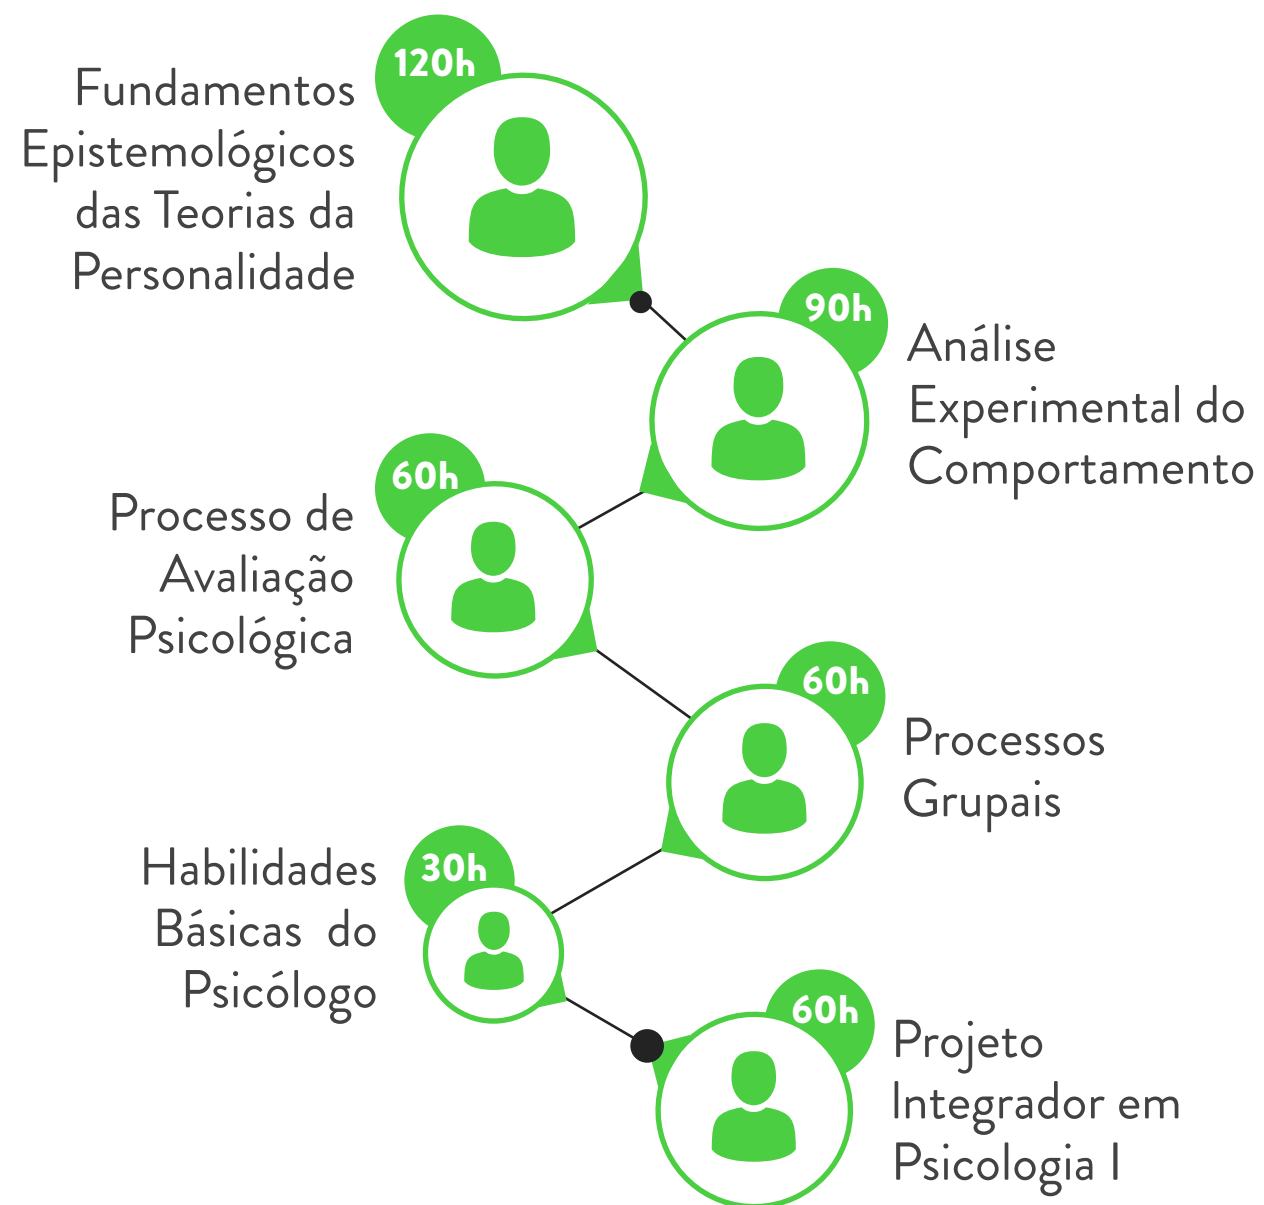 120h
Fundamentos
Epistemológicos
das Teorias da
Personalidade
90h
Análise
Experimental do
Comportamento
60h
Processo de
Avaliação
Psicológica
60h
Processos
Grupais
30h
Habilidades
Básicas do
Psicólogo
60h
Projeto
Integrador em
Psicologia I